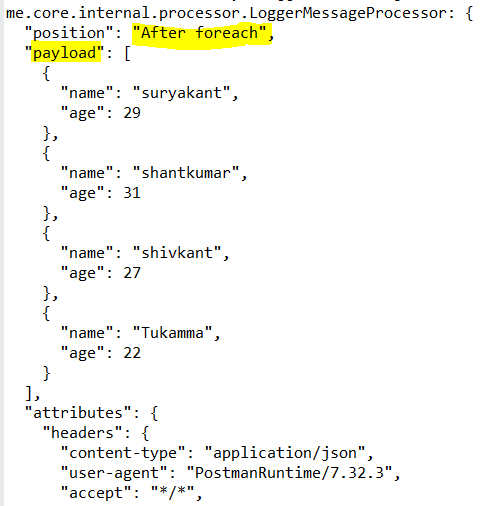 me.core.internal.processor.LoggerMessageProcessor: {
"position": "After foreach",
"payload": [
{
"name": "suryakant",
"age": 29
},
{
"name": "shantkumar",
"age": 31
},
{
"name": "shivkant",
"age": 27
},
{
"name": "Tukamma",
"age": 22
}
],
"attributes": {
"headers": {
"content-type": "application/json",
"user-agent": "PostmanRuntime/7.32.3",
"accept": "*/*",